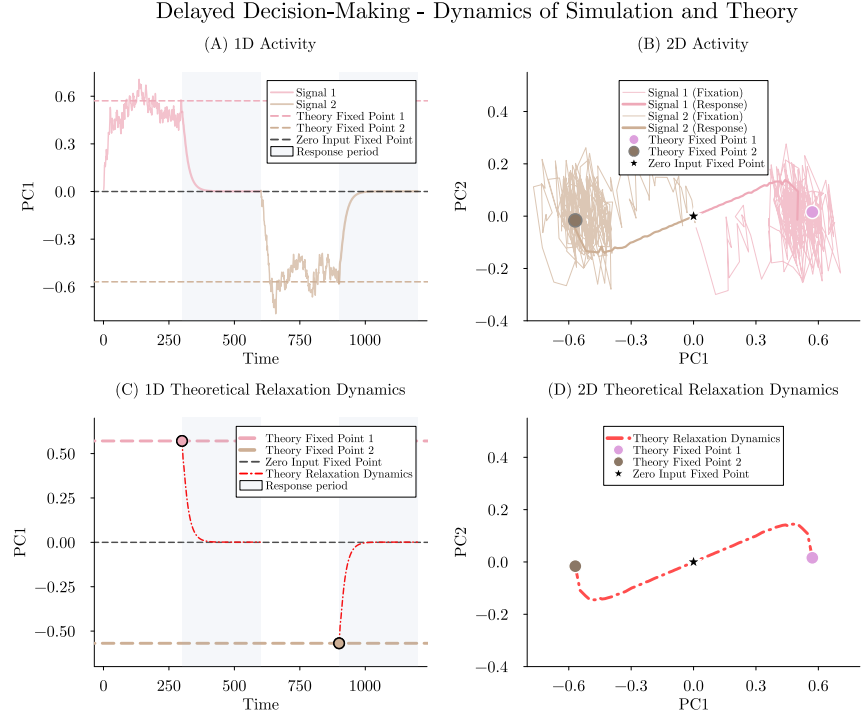 Delayed Decision-Making - Dynamics of Simulation and Theory
(A) 1D Activity
PC1
0.6
0.3
0.0
−0.3
−0.6
Signal 1
Signal 2
Theory Fixed Point 1
Theory Fixed Point 2
Zero Input Fixed Point
Response period
0
250
500
750
1000
Time
(B) 2D Activity
PC2
0.4
0.2
0.0
−0.2
−0.4
Signal 1 (Fixation)
Signal 1 (Response)
Signal 2 (Fixation)
Signal 2 (Response)
Theory Fixed Point 1
Theory Fixed Point 2
Zero Input Fixed Point
−0.6
−0.3
0.0
0.3
0.6
PC1
(C) 1D Theoretical Relaxation Dynamics
PC1
0.50
0.25
0.00
−0.25
−0.50
Theory Fixed Point 1
Theory Fixed Point 2
Zero Input Fixed Point
Theory Relaxation Dynamics
Response period
0
250
500
750
1000
Time
(D) 2D Theoretical Relaxation Dynamics
PC2
0.4
0.2
0.0
−0.2
−0.4
Theory Relaxation Dynamics
Theory Fixed Point 1
Theory Fixed Point 2
Zero Input Fixed Point
−0.6
−0.3
0.0
0.3
0.6
PC1